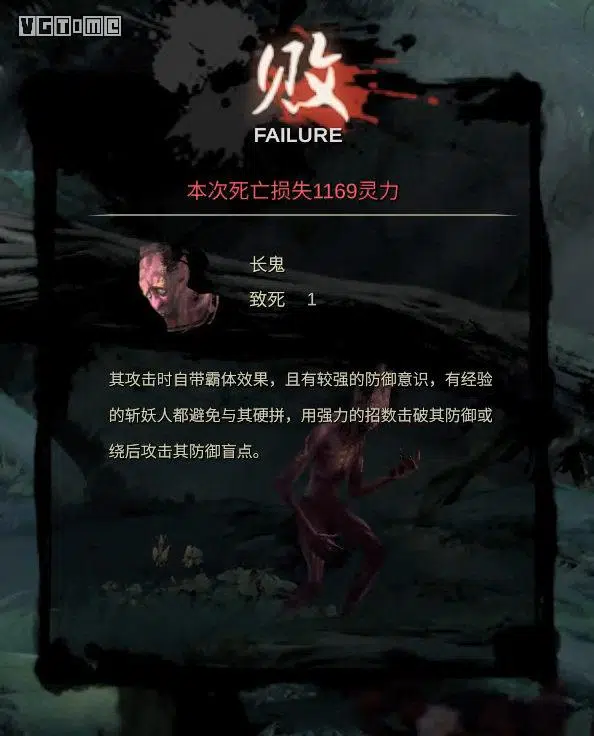 VGTIME
败
FAILURE
本次死亡损失1169灵力
长鬼
致死 1
其攻击时自带霸体效果，且有较强的防御意识，有经验
的斩妖人都避免与其硬拼，用强力的招数击破其防御或
绕后攻击其防御盲点。